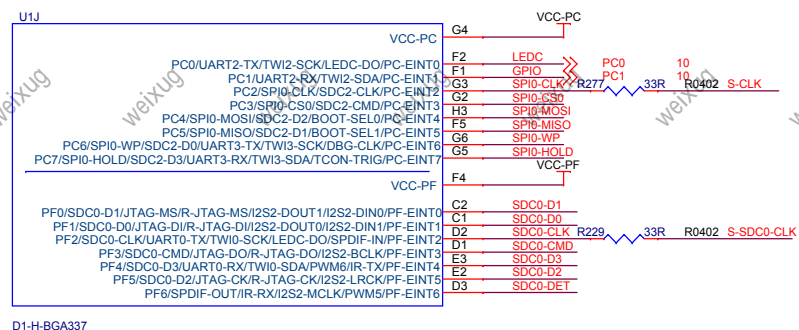 U1J
VCC-PC
G4
VCC-PC
PC0/UART2-TX/TWI2-SCK/LEDC-DO/PC-EINT0 F2 LEDC PC0 10
PC1/UART2-RX/TWI2-SDA/PC-EINT1 F1 GPIO PC1 10
PC2/SPI0-CLK/SDC2-CLK/PC-EINT2 G3 SPI0-CLK R277 33R R0402 S-CLK
PC3/SPI0-CS0/SDC2-CMD/PC-EINT3 G2 SPI0-CS0
PC4/SPI0-MOSI/SDC2-D2/BOOT-SEL0/PC-EINT4 H3 SPI0-MOSI
PC5/SPI0-MISO/SDC2-D1/BOOT-SEL1/PC-EINT5 F5 SPI0-MISO
PC6/SPI0-WP/SDC2-D0/UART3-TX/TWI3-SCK/DBG-CLK/PC-EINT6 G6 SPI0-WP
PC7/SPI0-HOLD/SDC2-D3/UART3-RX/TWI3-SDA/TCON-TRIG/PC-EINT7 G5 SPI0-HOLD
VCC-PF
VCC-PF F4
PF0/SDC0-D1/JTAG-MS/R-JTAG-MS/I2S2-DOUT1/I2S2-DIN0/PF-EINT0 C2 SDC0-D1
PF1/SDC0-D0/JTAG-DI/R-JTAG-DI/I2S2-DOUT0/I2S2-DIN1/PF-EINT1 C1 SDC0-D0
PF2/SDC0-CLK/UART0-TX/TWI0-SCK/LEDC-DO/SPDIF-IN/PF-EINT2 D2 SDC0-CLK R229 33R R0402 S-SDC0-CLK
PF3/SDC0-CMD/JTAG-DO/R-JTAG-DO/I2S2-BCLK/PF-EINT3 D1 SDC0-CMD
PF4/SDC0-D3/UART0-RX/TWI0-SDA/PWM6/IR-TX/PF-EINT4 E3 SDC0-D3
PF5/SDC0-D2/JTAG-CK/R-JTAG-CK/I2S2-LRCK/PF-EINT5 E2 SDC0-D2
PF6/SPDIF-OUT/IR-RX/I2S2-MCLK/PWM5/PF-EINT6 D3 SDC0-DET
D1-H-BGA337
weixug
weixug
weixug
weixug
weixug